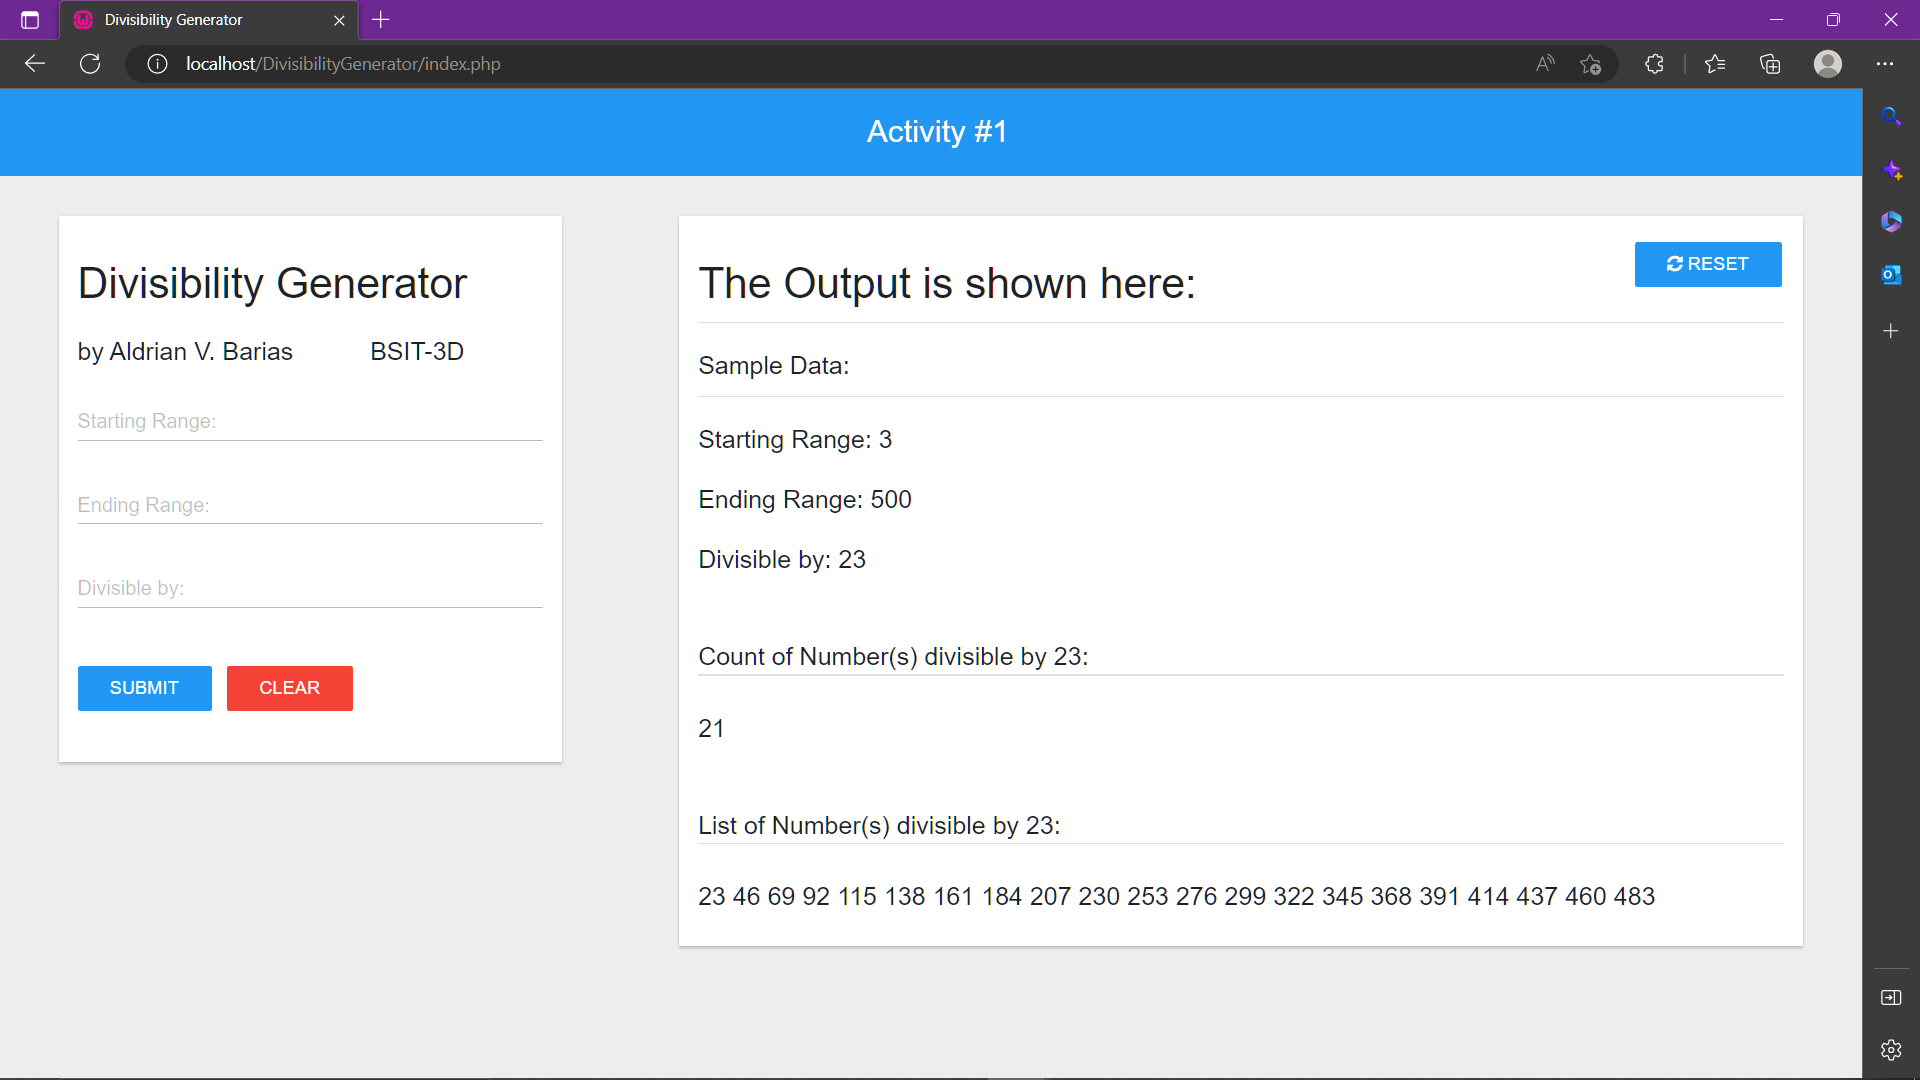 Divisibility Generator
localhost/DivisibilityGenerator/index.php
Activity #1
Divisibility Generator
by Aldrian V. Barias BSIT-3D
Starting Range:
Ending Range:
Divisible by:
SUBMIT CLEAR
The Output is shown here:
RESET
Sample Data:
Starting Range: 3
Ending Range: 500
Divisible by: 23
Count of Number(s) divisible by 23:
21
List of Number(s) divisible by 23:
23 46 69 92 115 138 161 184 207 230 253 276 299 322 345 368 391 414 437 460 483